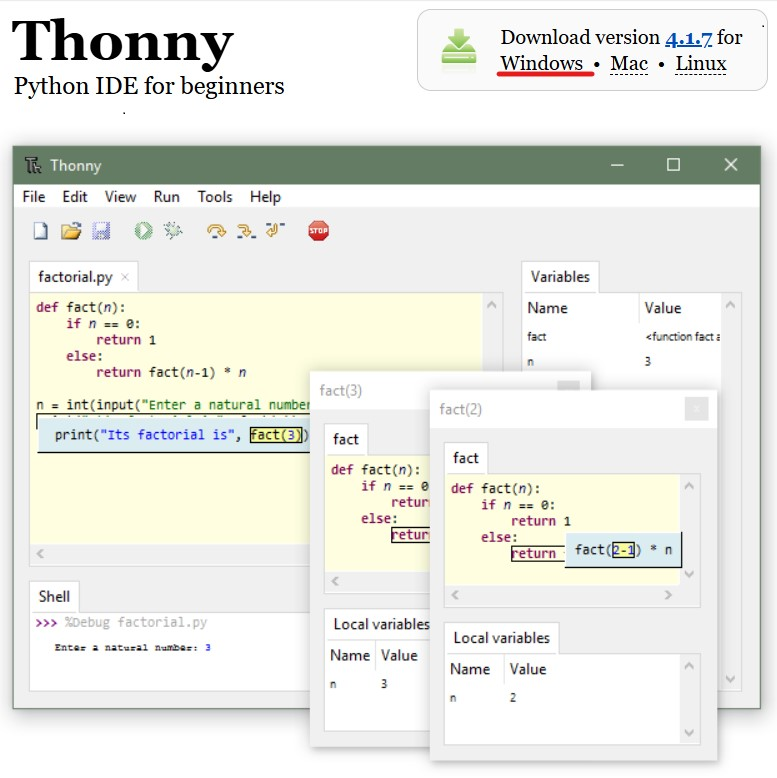 Thonny
Python IDE for beginners
Download version 4.1.7 for
Windows • Mac • Linux
Thonny
File Edit View Run Tools Help
STOP
factorial.py
def fact(n):
    if n == 0:
        return 1
    else:
        return fact(n-1) * n
n = int(input("Enter a natural number
print("Its factorial is", fact(3))
Variables
Name Value
fact <function fact a
n 3
Shell
>>> %Debug factorial.py
Enter a natural number: 3
fact(3)
fact
def fact(n):
    if n == 0
        retur
    else:
        retur
Local variables
Name Value
n 3
fact(2)
fact
def fact(n):
    if n == 0:
        return 1
    else:
        return fact(2-1) * n
Local variables
Name Value
n 2